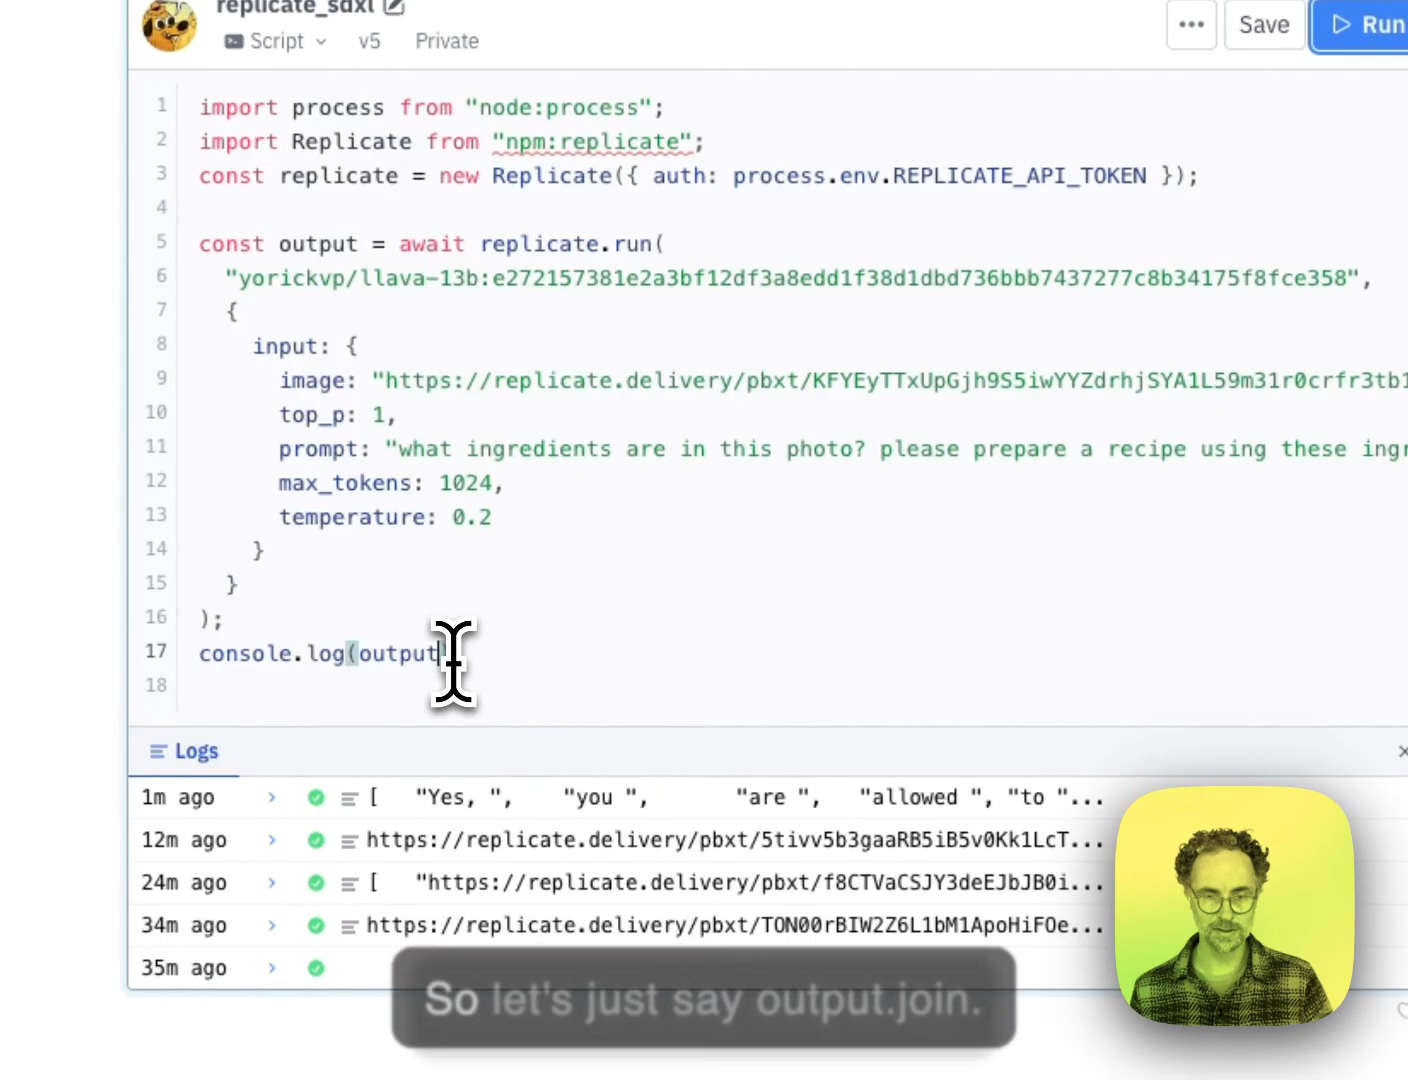 replicate_sdxl
Script v5 Private
... Save Run
1 import process from "node:process";
2 import Replicate from "npm:replicate";
3 const replicate = new Replicate({ auth: process.env.REPLICATE_API_TOKEN });
4
5 const output = await replicate.run(
6 "yorickvp/llava-13b:e272157381e2a3bf12df3a8edd1f38d1dbd736bbb7437277c8b34175f8fce358",
7 {
8 input: {
9 image: "https://replicate.delivery/pbxt/KFYEyTTxUpGjh9S5iwYYZdrhjSYA1L59m31r0crfr3tb1
10 top_p: 1,
11 prompt: "what ingredients are in this photo? please prepare a recipe using these ingr
12 max_tokens: 1024,
13 temperature: 0.2
14 }
15 }
16 );
17 console.log(output)
18
Logs
1m ago [ "Yes, ", "you ", "are ", "allowed ", "to "...
12m ago https://replicate.delivery/pbxt/5tivv5b3gaaRB5iB5v0Kk1LcT...
24m ago [ "https://replicate.delivery/pbxt/f8CTVaCSJY3deEJbJB0i...
34m ago https://replicate.delivery/pbxt/TON00rBIW2Z6L1bM1ApoHiFOe...
35m ago
So let's just say output.join.